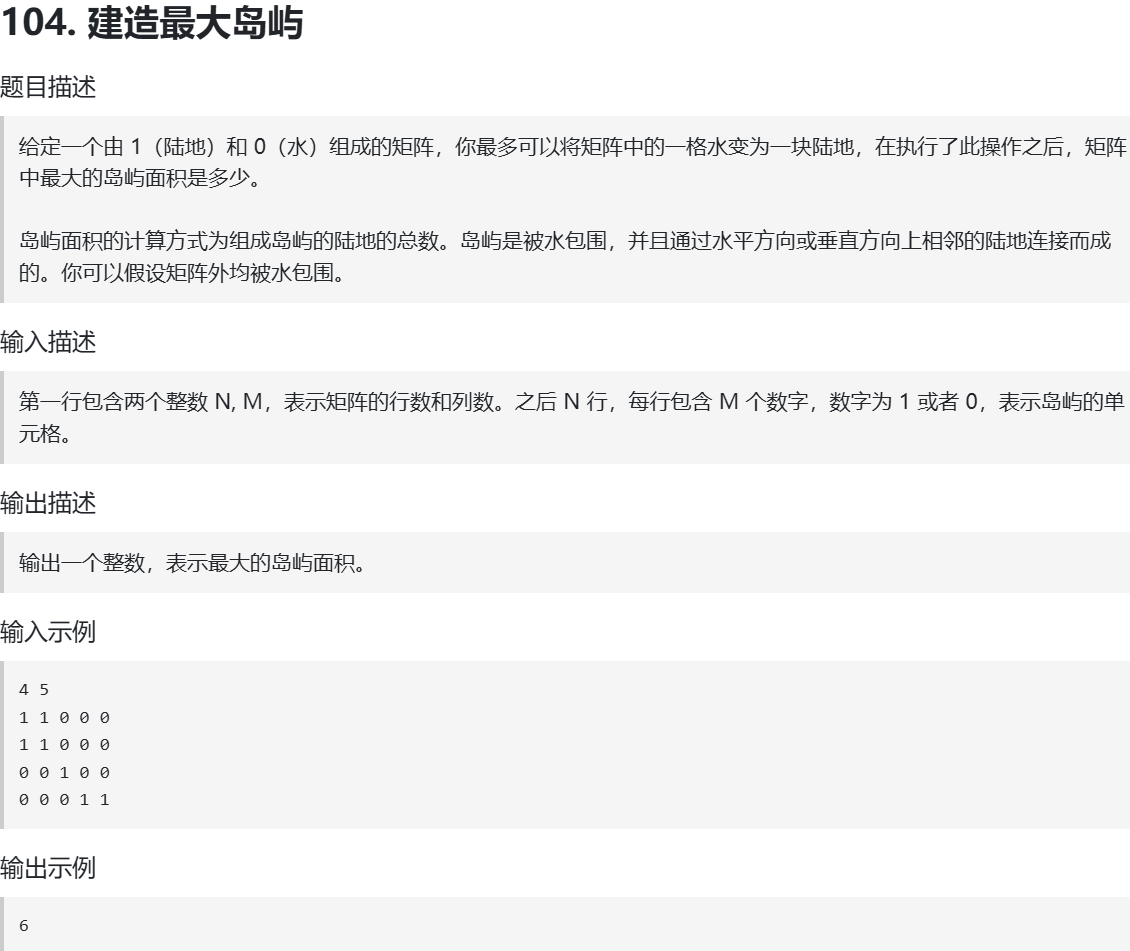 104. 建造最大岛屿
题目描述
给定一个由 1（陆地）和 0（水）组成的矩阵，你最多可以将矩阵中的一格水变为一块陆地，在执行了此操作之后，矩阵
中最大的岛屿面积是多少。
岛屿面积的计算方式为组成岛屿的陆地的总数。岛屿是被水包围，并且通过水平方向或垂直方向上相邻的陆地连接而成
的。你可以假设矩阵外均被水包围。
输入描述
第一行包含两个整数 N, M，表示矩阵的行数和列数。之后 N 行，每行包含 M 个数字，数字为 1 或者 0，表示岛屿的单
元格。
输出描述
输出一个整数，表示最大的岛屿面积。
输入示例
4 5
1 1 0 0 0
1 1 0 0 0
0 0 1 0 0
0 0 0 1 1
输出示例
6